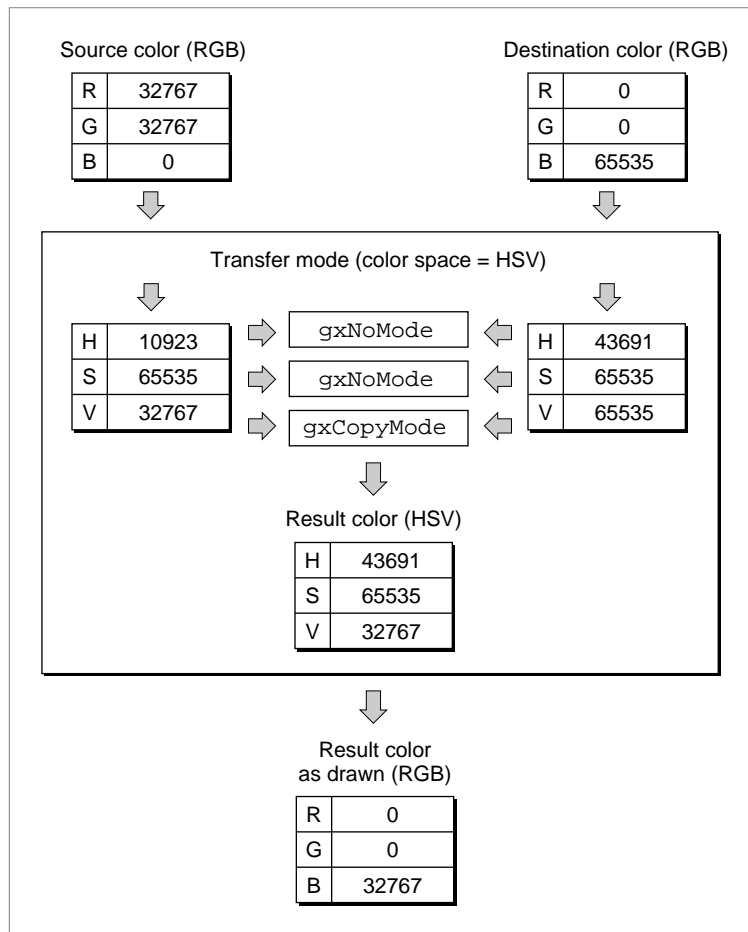 Source color (RGB)
Destination color (RGB)
R 32767
G 32767
B 0
R 0
G 0
B 65535
Transfer mode (color space = HSV)
H 10923
S 65535
V 32767
gxNoMode
gxNoMode
gxCopyMode
H 43691
S 65535
V 65535
Result color (HSV)
H 43691
S 65535
V 32767
Result color
as drawn (RGB)
R 0
G 0
B 32767